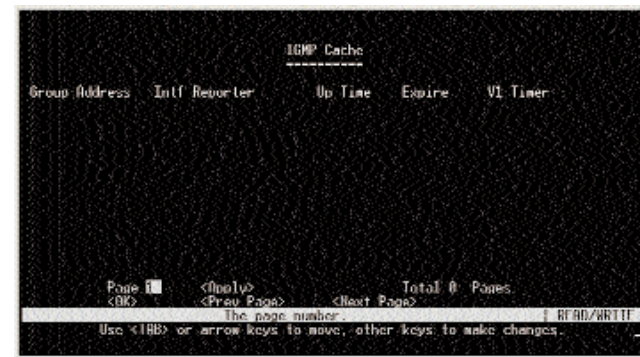 IGMP Cache
----------
Group Address Intf Reporter Up Time Expire V1 Timer
Page 1 <Apply> Total 0 Pages
<OK> <Prev Page> <Next Page>
The page number. | READ/WRITE
Use <TAB> or arrow keys to move, other keys to make changes.